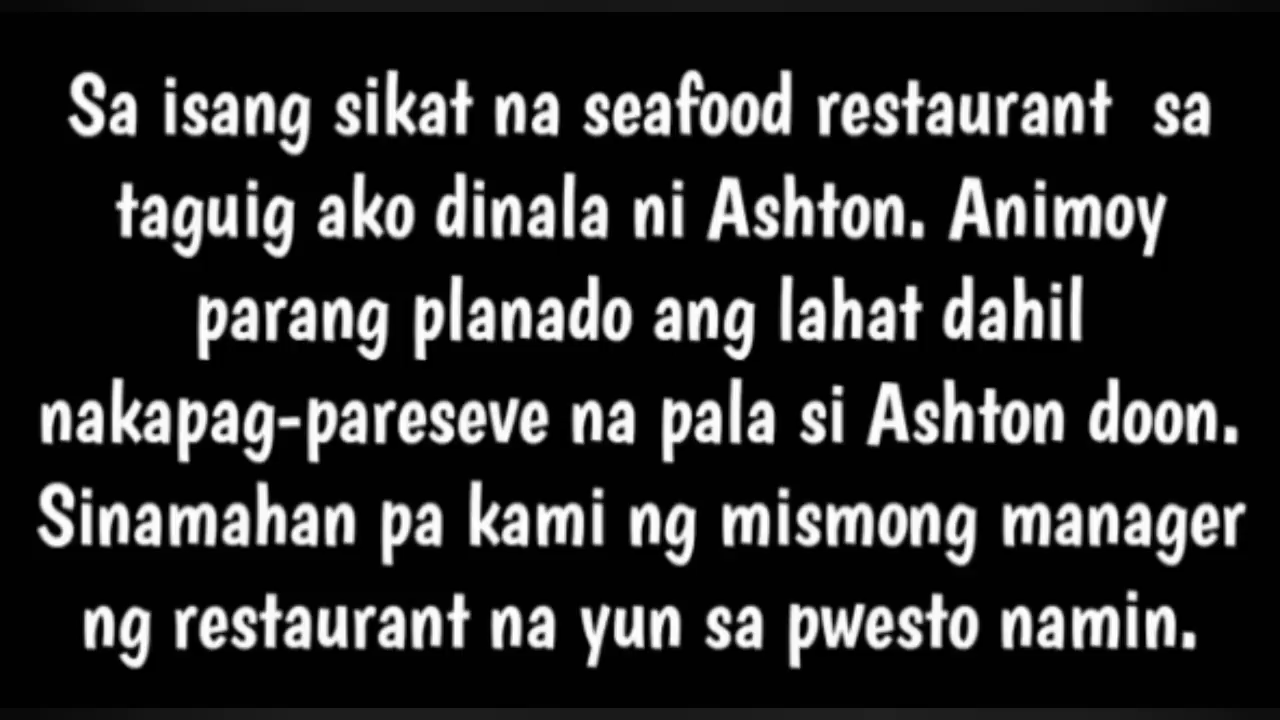 Sa isang sikat na seafood restaurant sa
taguig ako dinala ni Ashton. Animoy
parang planado ang lahat dahil
nakapag-pareseve na pala si Ashton doon.
Sinamahan pa kami ng mismong manager
ng restaurant na yun sa pwesto namin.